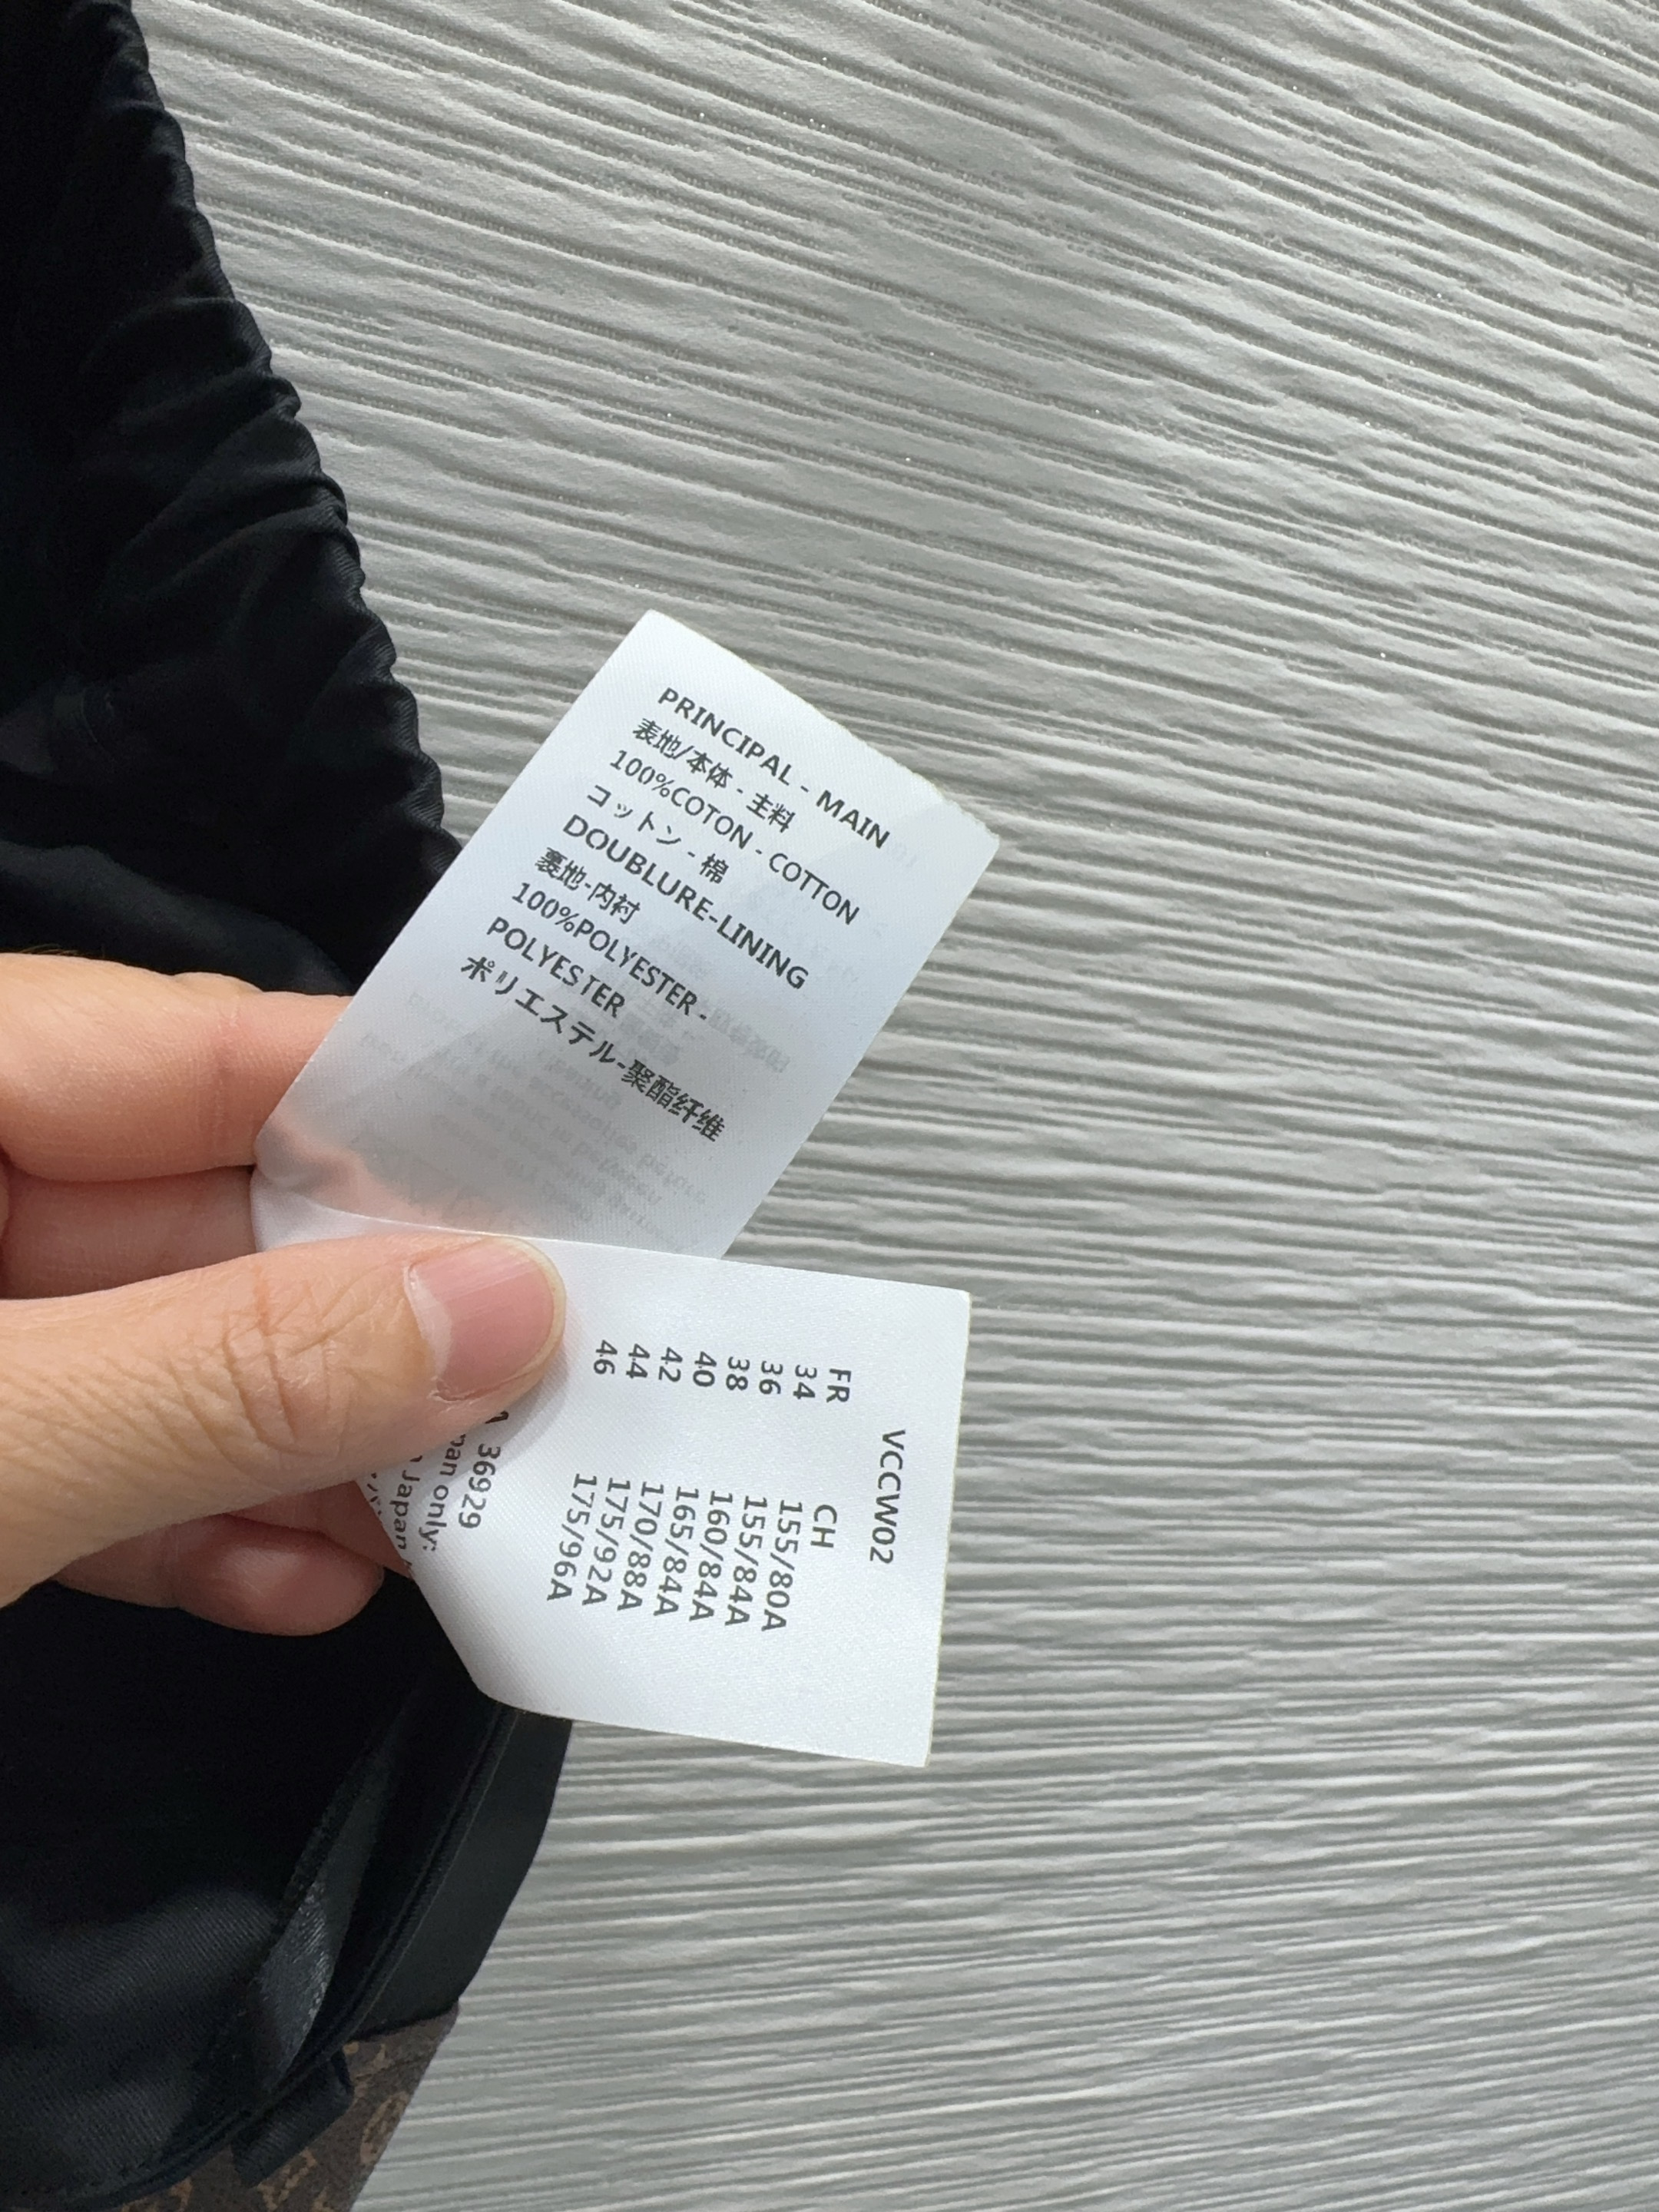 PRINCIPAL - MAIN
表地/本体 - 主料
100%COTON - COTTON
コットン - 棉
DOUBLURE-LINING
裏地-内衬
100%POLYESTER -
POLYESTER
ポリエステル-聚酯纤维
VCCW02
FR CH
34 155/80A
36 155/84A
38 160/84A
40 165/84A
42 170/88A
44 175/92A
46 175/96A
36929
only:
Japan